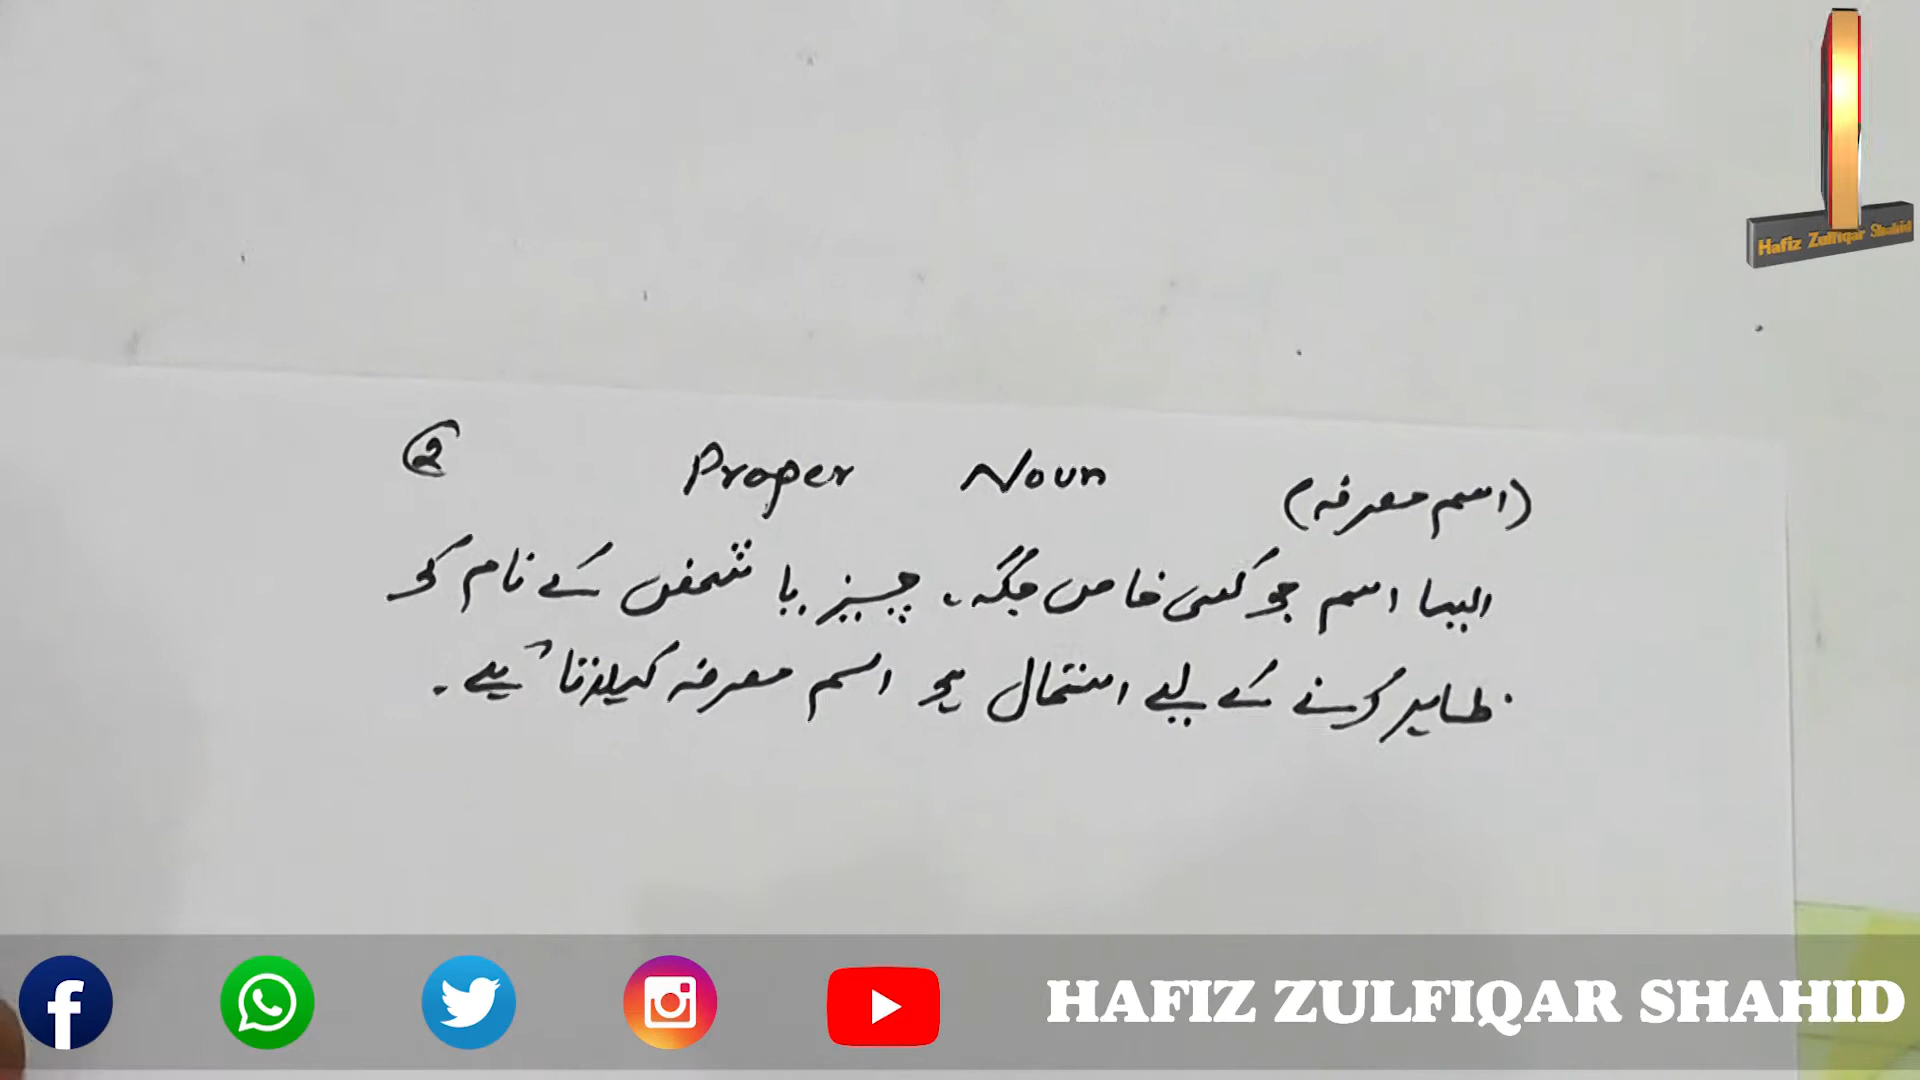 Hafiz Zulfiqar Shahid
② Proper Noun (اسم معرفہ)
ایسا اسم جو کسی خاص جگہ، چیز یا شخص کے نام کو
ظاہر کرنے کے لیے استعمال ہو اسم معرفہ کہلاتا ہے۔
HAFIZ ZULFIQAR SHAHID